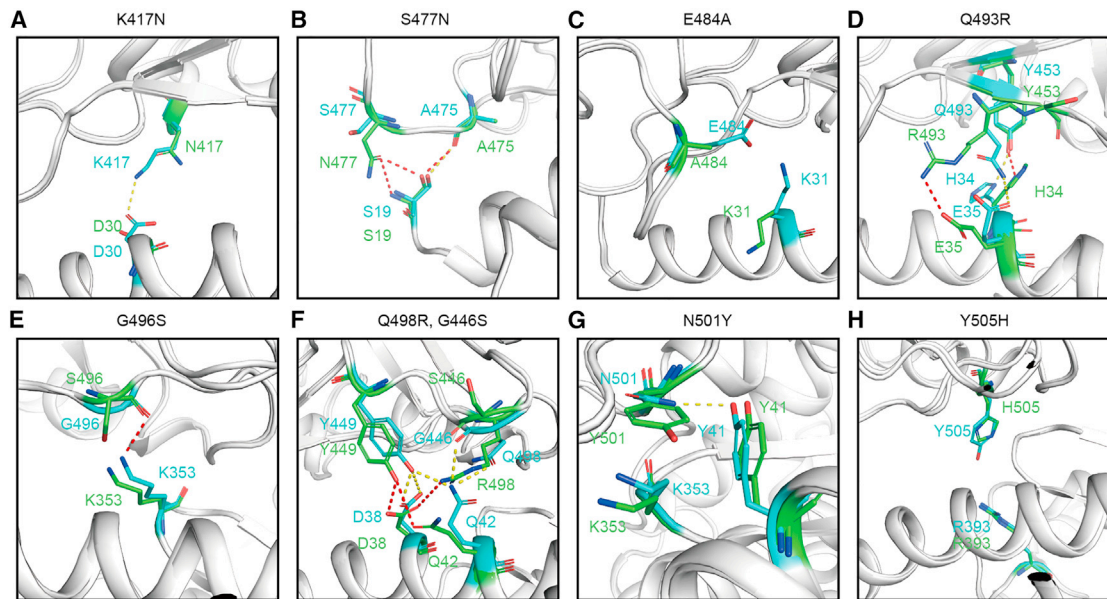 A
K417N
K417
N417
D30
D30
B
S477N
S477
A475
N477
A475
S19
S19
C
E484A
E484
A484
K31
K31
D
Q493R
Y453
Y453
Q493
R493
H34
H34
E35
E35
E
G496S
S496
G496
K353
K353
F
Q498R, G446S
S446
Y449
G446
Y449
Q498
R498
D38
Q42
D38
Q42
G
N501Y
N501
Y41
Y501
Y41
K353
K353
H
Y505H
H505
Y505
R393
R393